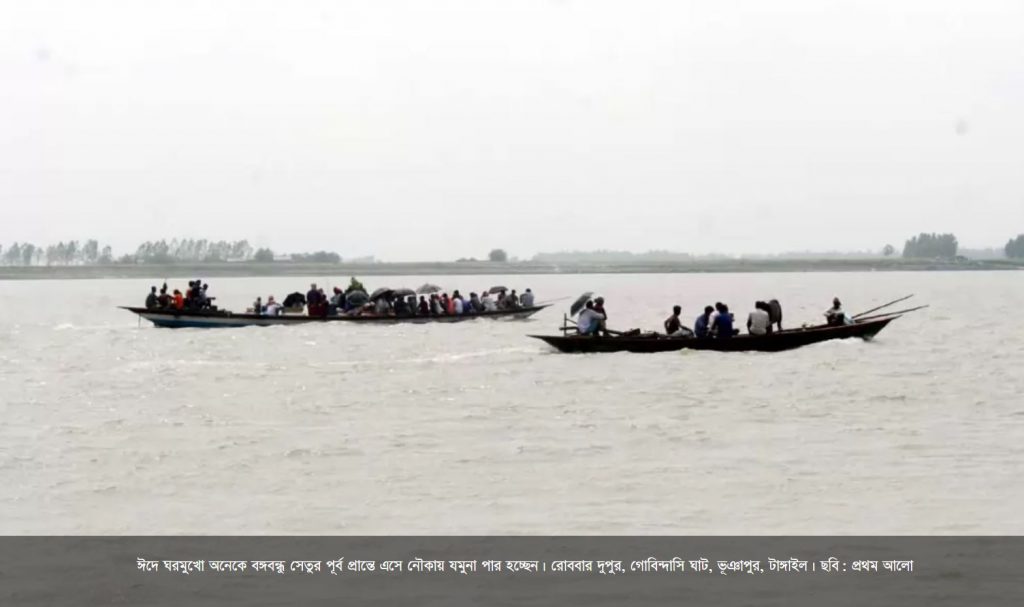 ঈদে ঘরমুখো অনেকে বঙ্গবন্ধু সেতুর পূর্ব প্রান্তে এসে নৌকায় যমুনা পার হচ্ছেন। রোববার দুপুর, গোবিন্দাসি ঘাট, ভূঞাপুর, টাঙ্গাইল। ছবি : প্রথম আলো